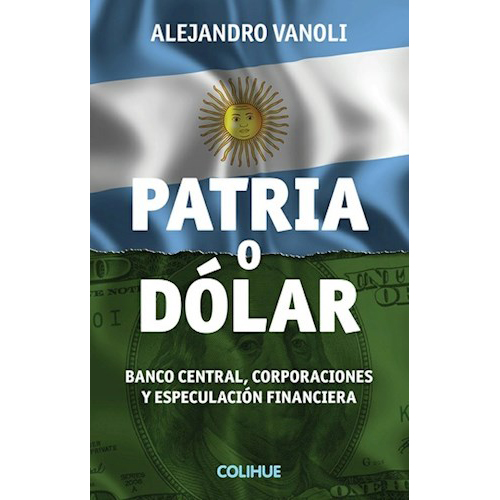 ALEJANDRO VANOLI
PATRIA
O
DÓLAR
BANCO CENTRAL, CORPORACIONES
Y ESPECULACIÓN FINANCIERA
COLIHUE